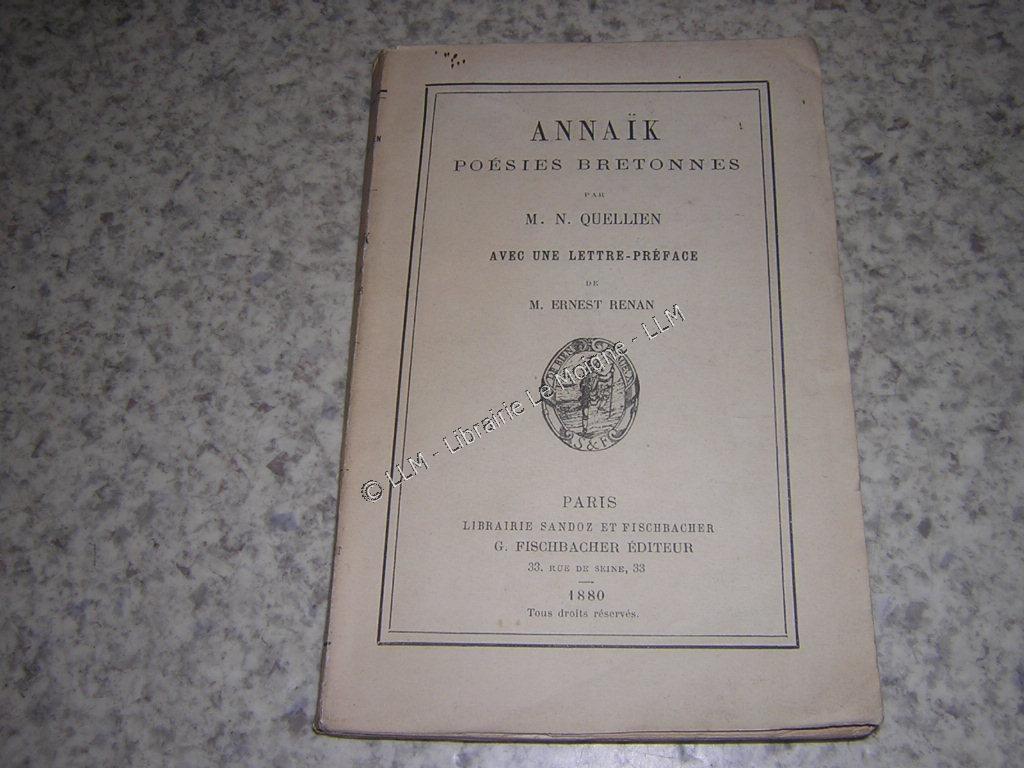 ANNAÏK
POÉSIES BRETONNES
PAR
M. N. QUELLIEN
AVEC UNE LETTRE-PRÉFACE
DE
M. ERNEST RENAN
S & F
© LLM - Librairie Le Moigne - LLM
PARIS
LIBRAIRIE SANDOZ ET FISCHBACHER
G. FISCHBACHER ÉDITEUR
33, RUE DE SEINE, 33
1880
Tous droits réservés.